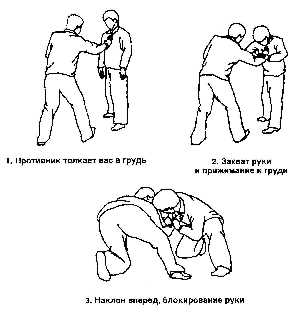 1. Противник толкает вас в грудь
2. Захват руки
и прижимание к груди
3. Наклон вперед, блокирование руки